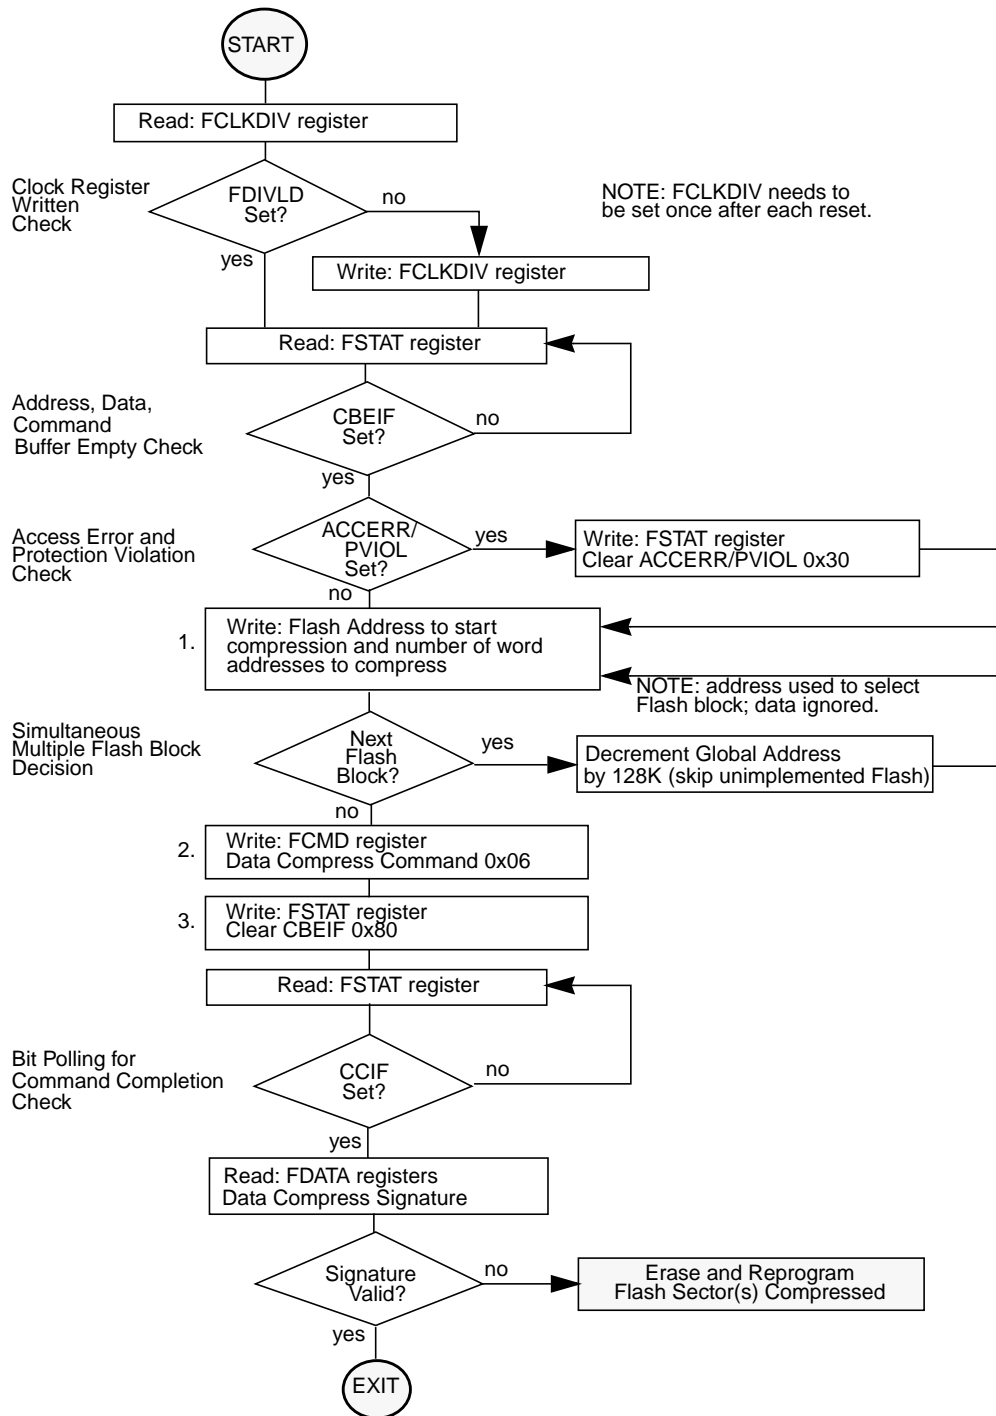 START
Read: FCLKDIV register
Clock Register
Written
Check
FDIVLD
Set?
no
yes
NOTE: FCLKDIV needs to
be set once after each reset.
Write: FCLKDIV register
Read: FSTAT register
Address, Data,
Command
Buffer Empty Check
CBEIF
Set?
no
yes
Access Error and
Protection Violation
Check
ACCERR/
PVIOL
Set?
yes
no
Write: FSTAT register
Clear ACCERR/PVIOL 0x30
1.
Write: Flash Address to start
compression and number of word
addresses to compress
NOTE: address used to select
Flash block; data ignored.
Simultaneous
Multiple Flash Block
Decision
Next
Flash
Block?
yes
no
Decrement Global Address
by 128K (skip unimplemented Flash)
2.
Write: FCMD register
Data Compress Command 0x06
3.
Write: FSTAT register
Clear CBEIF 0x80
Read: FSTAT register
Bit Polling for
Command Completion
Check
CCIF
Set?
no
yes
Read: FDATA registers
Data Compress Signature
Signature
Valid?
no
yes
Erase and Reprogram
Flash Sector(s) Compressed
EXIT